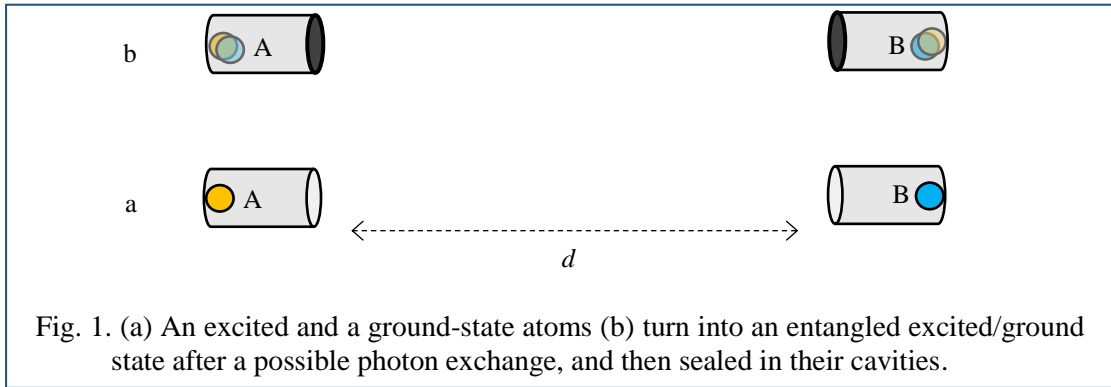 b
A
B
a
A
B
d
Fig. 1. (a) An excited and a ground-state atoms (b) turn into an entangled excited/ground
state after a possible photon exchange, and then sealed in their cavities.